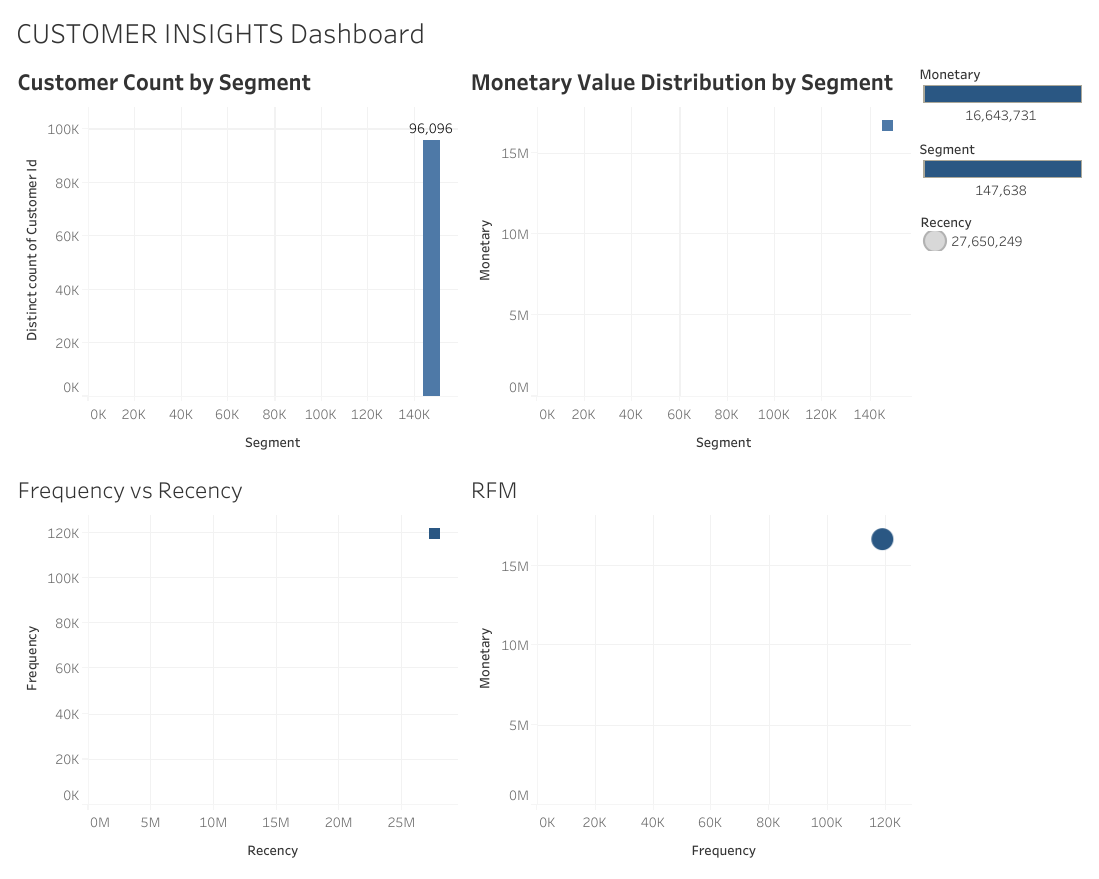 CUSTOMER INSIGHTS Dashboard
Customer Count by Segment
96,096
100K
80K
60K
40K
20K
0K
Distinct count of Customer Id
0K 20K 40K 60K 80K 100K 120K 140K
Segment
Monetary Value Distribution by Segment
15M
10M
5M
0M
Monetary
0K 20K 40K 60K 80K 100K 120K 140K
Segment
Monetary
16,643,731
Segment
147,638
Recency
27,650,249
Frequency vs Recency
120K
100K
80K
60K
40K
20K
0K
Frequency
0M 5M 10M 15M 20M 25M
Recency
RFM
15M
10M
5M
0M
Monetary
0K 20K 40K 60K 80K 100K 120K
Frequency